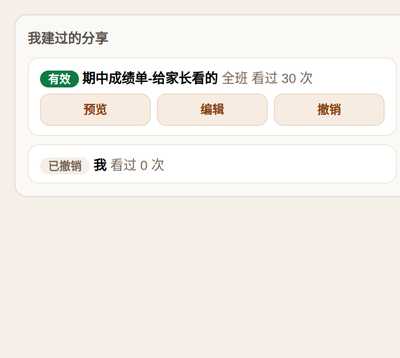 我建过的分享
有效 期中成绩单-给家长看的 全班 看过 30 次
预览 编辑 撤销
已撤销 我 看过 0 次